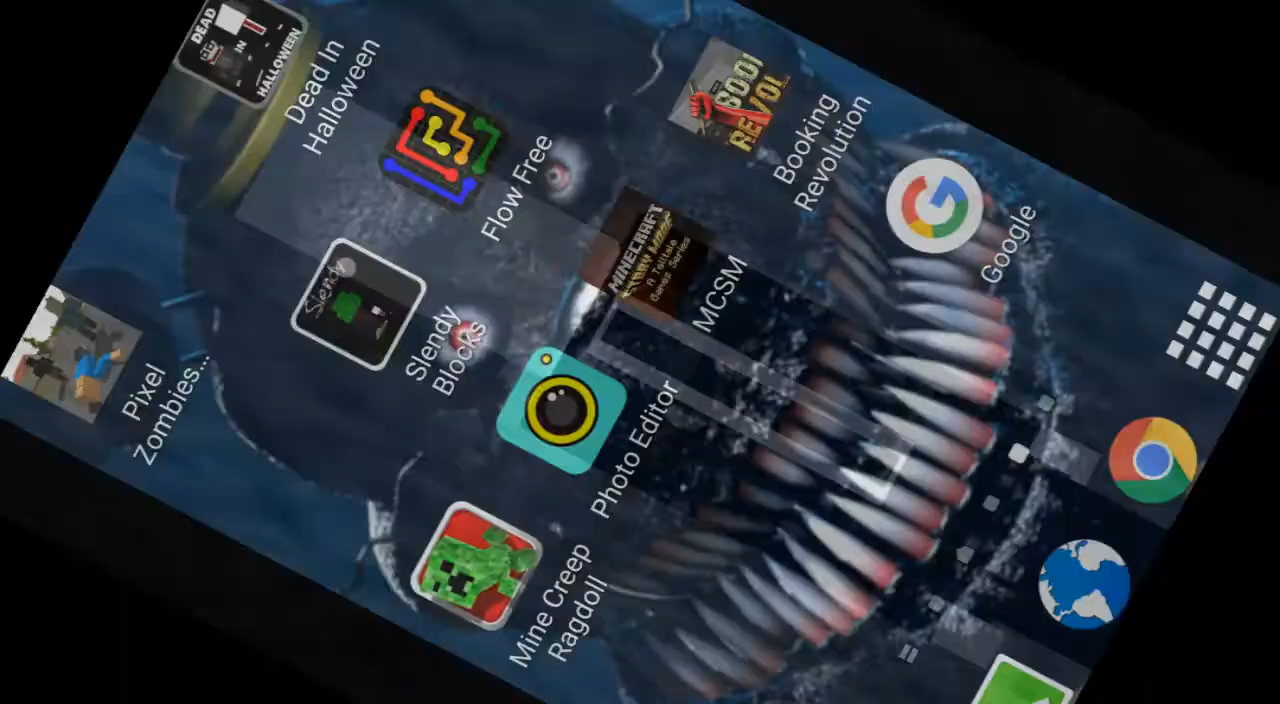 DEAD
IN
HALLOWEEN
Dead In
Halloween
Flow Free
BOOI
REVOL
Booking
Revolution
Google
Slendy
Slendy
Blocks
MINECRAFT
STORY MODE
A Telltale
Games Series
MCSM
Pixel
Zombies...
Photo Editor
Mine Creep
Ragdoll